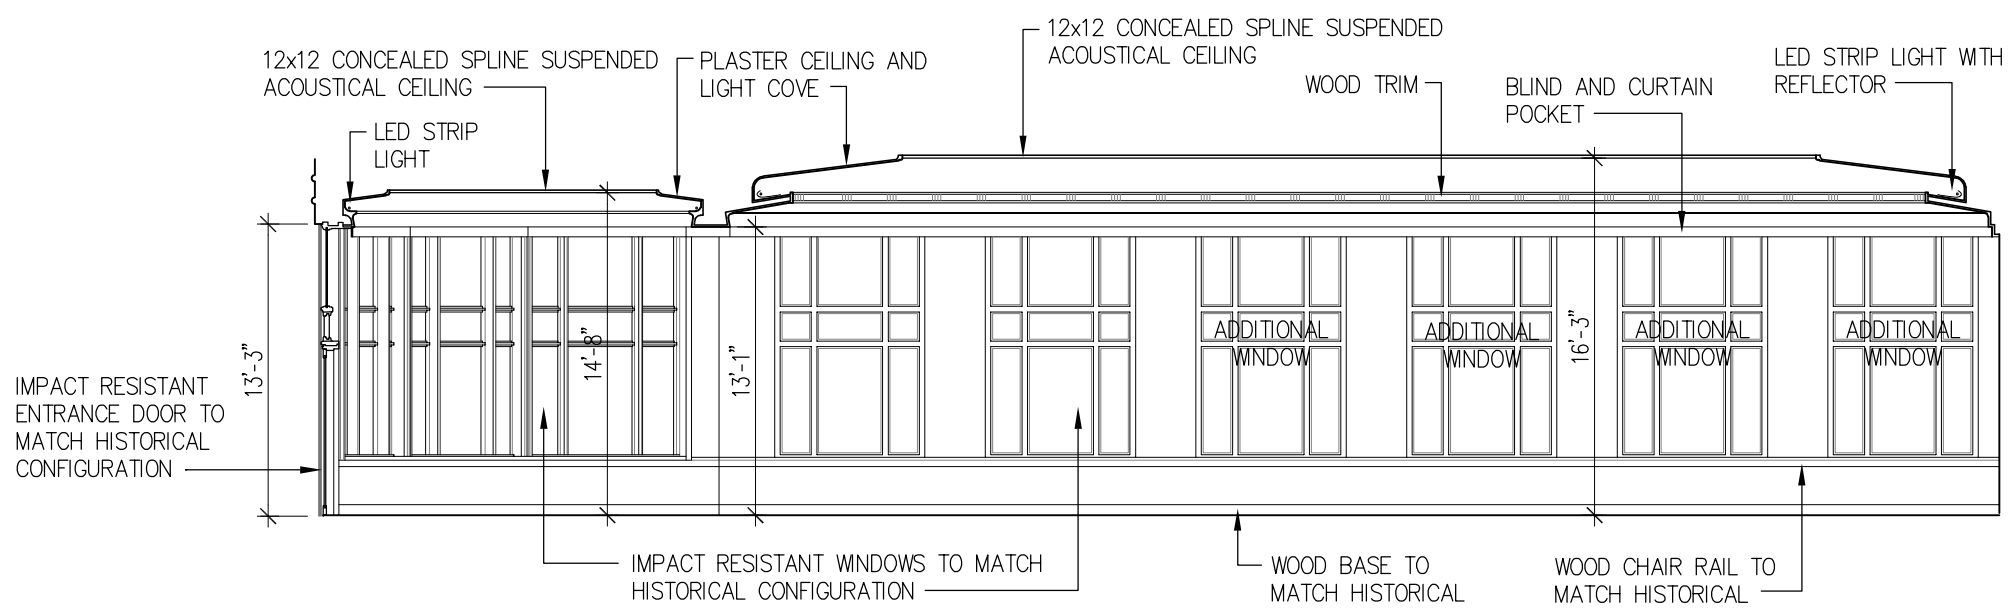 12x12 CONCEALED SPLINE SUSPENDED
ACOUSTICAL CEILING
LED STRIP
LIGHT
PLASTER CEILING AND
LIGHT COVE
12x12 CONCEALED SPLINE SUSPENDED
ACOUSTICAL CEILING
WOOD TRIM
BLIND AND CURTAIN
POCKET
LED STRIP LIGHT WITH
REFLECTOR
13'-3"
14'-8"
13'-1"
16'-3"
ADDITIONAL
WINDOW
ADDITIONAL
WINDOW
ADDITIONAL
WINDOW
ADDITIONAL
WINDOW
IMPACT RESISTANT
ENTRANCE DOOR TO
MATCH HISTORICAL
CONFIGURATION
IMPACT RESISTANT WINDOWS TO MATCH
HISTORICAL CONFIGURATION
WOOD BASE TO
MATCH HISTORICAL
WOOD CHAIR RAIL TO
MATCH HISTORICAL